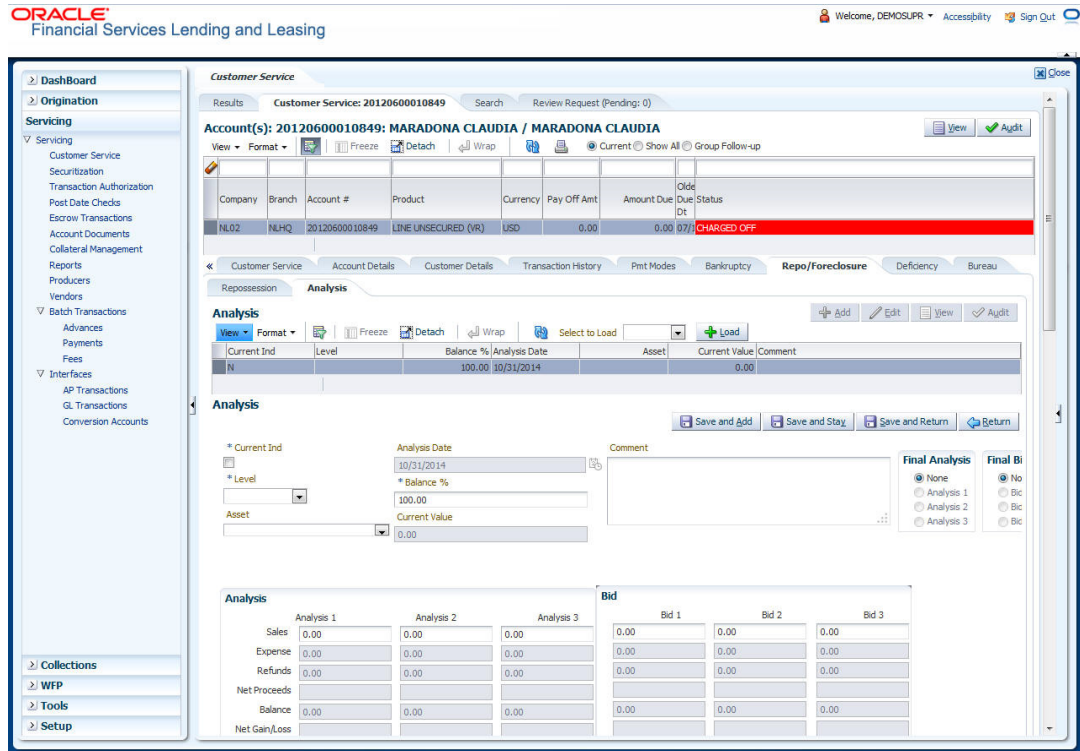 ORACLE
Financial Services Lending and Leasing
Welcome, DEMOSUPR Accessibility Sign Out
Close
DashBoard
Origination
Servicing
Servicing
Customer Service
Securitization
Transaction Authorization
Post Date Checks
Escrow Transactions
Account Documents
Collateral Management
Reports
Producers
Vendors
Batch Transactions
Advances
Payments
Fees
Interfaces
AP Transactions
GL Transactions
Conversion Accounts
Collections
WFP
Tools
Setup
Customer Service
Results Customer Service: 20120600010849 Search Review Request (Pending: 0)
Account(s): 20120600010849: MARADONA CLAUDIA / MARADONA CLAUDIA
View Audit
View Format Freeze Detach Wrap Current Show All Group Follow-up
Company Branch Account # Product Currency Pay Off Amt Amount Due Olde Due Dt Status
NL02 NLHQ 20120600010849 LINE UNSECURED (VR) USD 0.00 0.00 07/ CHARGED OFF
« Customer Service Account Details Customer Details Transaction History Pmt Modes Bankruptcy Repo/Foreclosure Deficiency Bureau
Repossession Analysis
Analysis
Add Edit View Audit
View Format Freeze Detach Wrap Select to Load Load
Current Ind Level Balance % Analysis Date Asset Current Value Comment
N 100.00 10/31/2014 0.00
Analysis
Save and Add Save and Stay Save and Return Return
* Current Ind
* Level
Asset
Analysis Date
10/31/2014
* Balance %
100.00
Current Value
0.00
Comment
Final Analysis
None
Analysis 1
Analysis 2
Analysis 3
Final Bi
No
Bid
Bid
Bid
Analysis
Analysis 1 Analysis 2 Analysis 3
Sales 0.00 0.00 0.00
Expense 0.00 0.00 0.00
Refunds 0.00 0.00 0.00
Net Proceeds
Balance 0.00 0.00 0.00
Net Gain/Loss
Bid
Bid 1 Bid 2 Bid 3
0.00 0.00 0.00
0.00 0.00 0.00
0.00 0.00 0.00
0.00 0.00 0.00